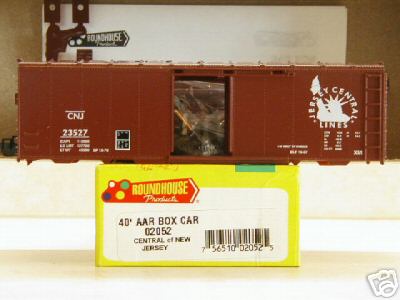 ROUNDHOUSE
Products
CNJ
23527
JERSEY CENTRAL
LINES
ROUNDHOUSE
Products
40' AAR BOX CAR
02052
CENTRAL of NEW
JERSEY
7 56510 02052 5